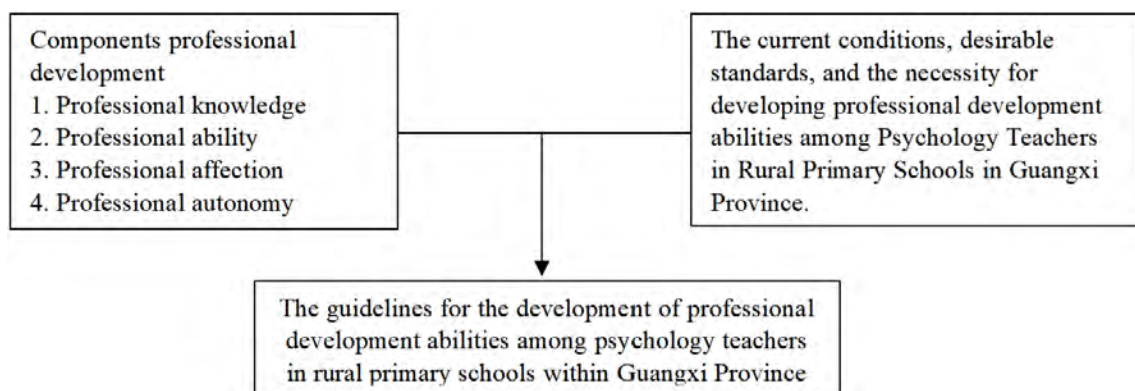 Components professional
development
1. Professional knowledge
2. Professional ability
3. Professional affection
4. Professional autonomy
The current conditions, desirable
standards, and the necessity for
developing professional development
abilities among Psychology Teachers
in Rural Primary Schools in Guangxi
Province.
The guidelines for the development of professional
development abilities among psychology teachers
in rural primary schools within Guangxi Province